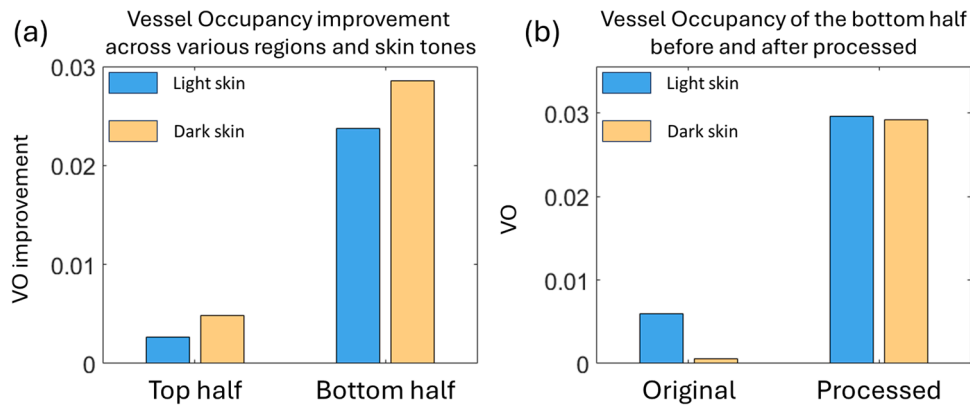 (a)
Vessel Occupancy improvement
across various regions and skin tones
0.03
0.02
0.01
0
VO improvement
Light skin
Dark skin
Top half
Bottom half
(b)
Vessel Occupancy of the bottom half
before and after processed
0.03
0.02
0.01
0
VO
Light skin
Dark skin
Original
Processed